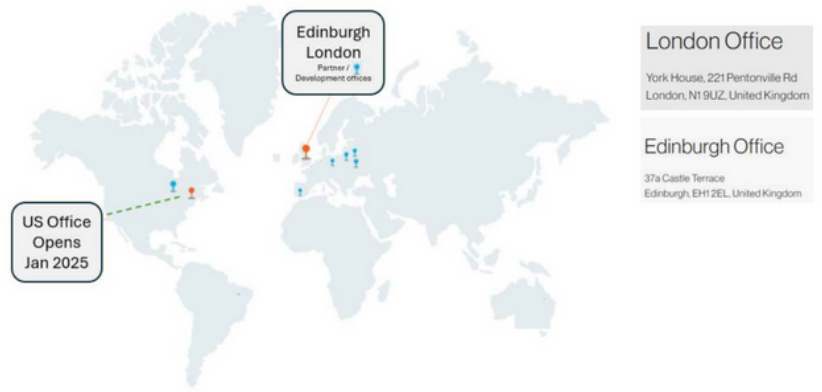 Edinburgh
London
Partner /
Development offices
US Office
Opens
Jan 2025
London Office
York House, 221 Pentonville Rd
London, N1 9UZ, United Kingdom
Edinburgh Office
37a Castle Terrace
Edinburgh, EH1 2EL, United Kingdom